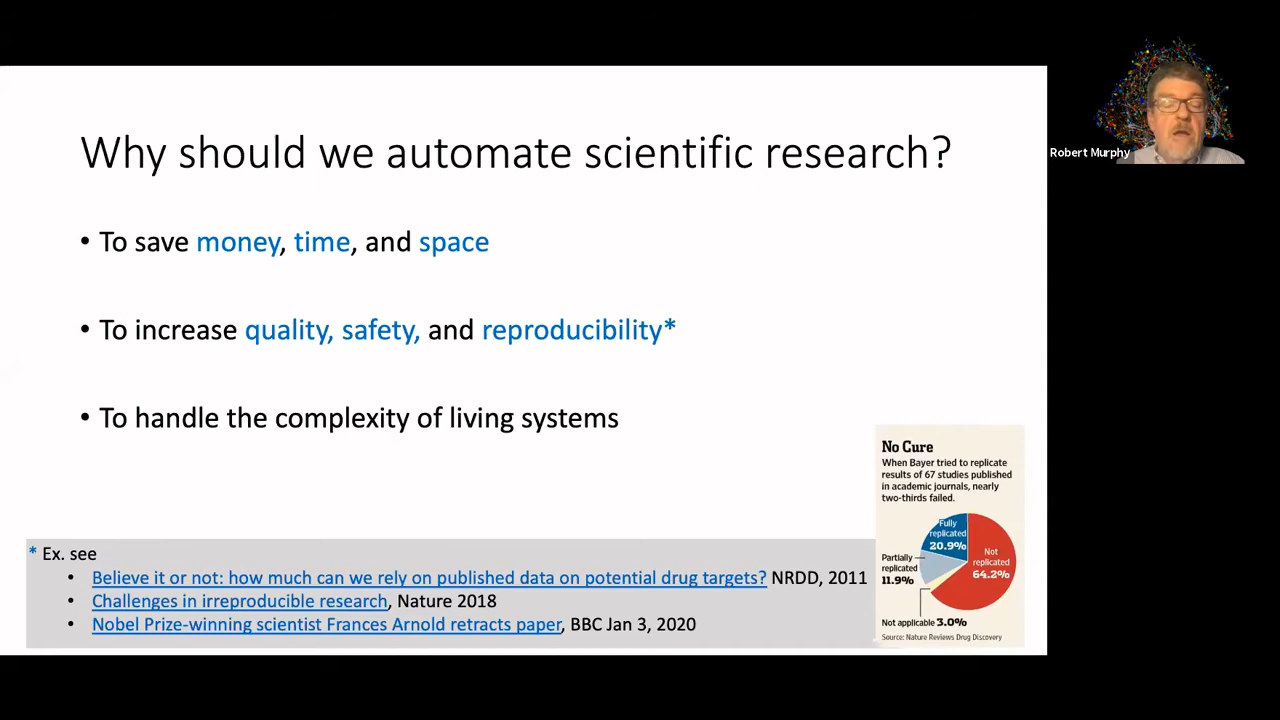 Why should we automate scientific research?
• To save money, time, and space
• To increase quality, safety, and reproducibility*
• To handle the complexity of living systems
* Ex. see
• Believe it or not: how much can we rely on published data on potential drug targets? NRDD, 2011
• Challenges in irreproducible research, Nature 2018
• Nobel Prize-winning scientist Frances Arnold retracts paper, BBC Jan 3, 2020
No Cure
When Bayer tried to replicate
results of 67 studies published
in academic journals, nearly
two-thirds failed.
Fully
replicated
20.9%
Not
replicated
64.2%
Partially
replicated
11.9%
Not applicable 3.0%
Source: Nature Reviews Drug Discovery
Robert Murphy